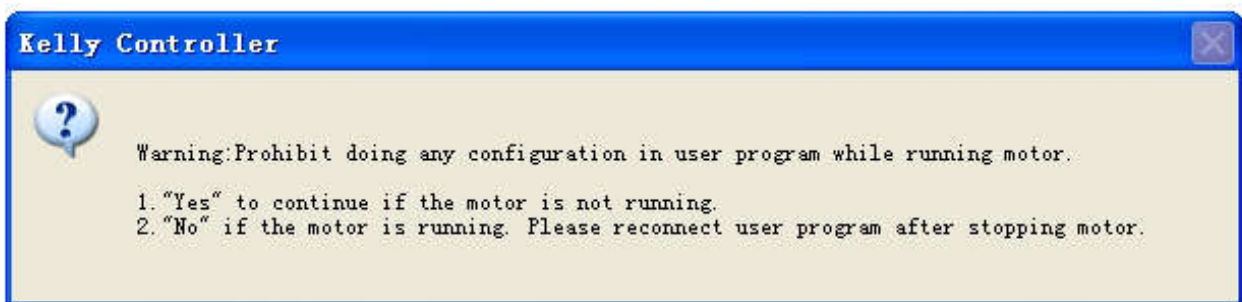 Kelly Controller
Warning:Prohibit doing any configuration in user program while running motor.
1."Yes" to continue if the motor is not running.
2."No" if the motor is running. Please reconnect user program after stopping motor.